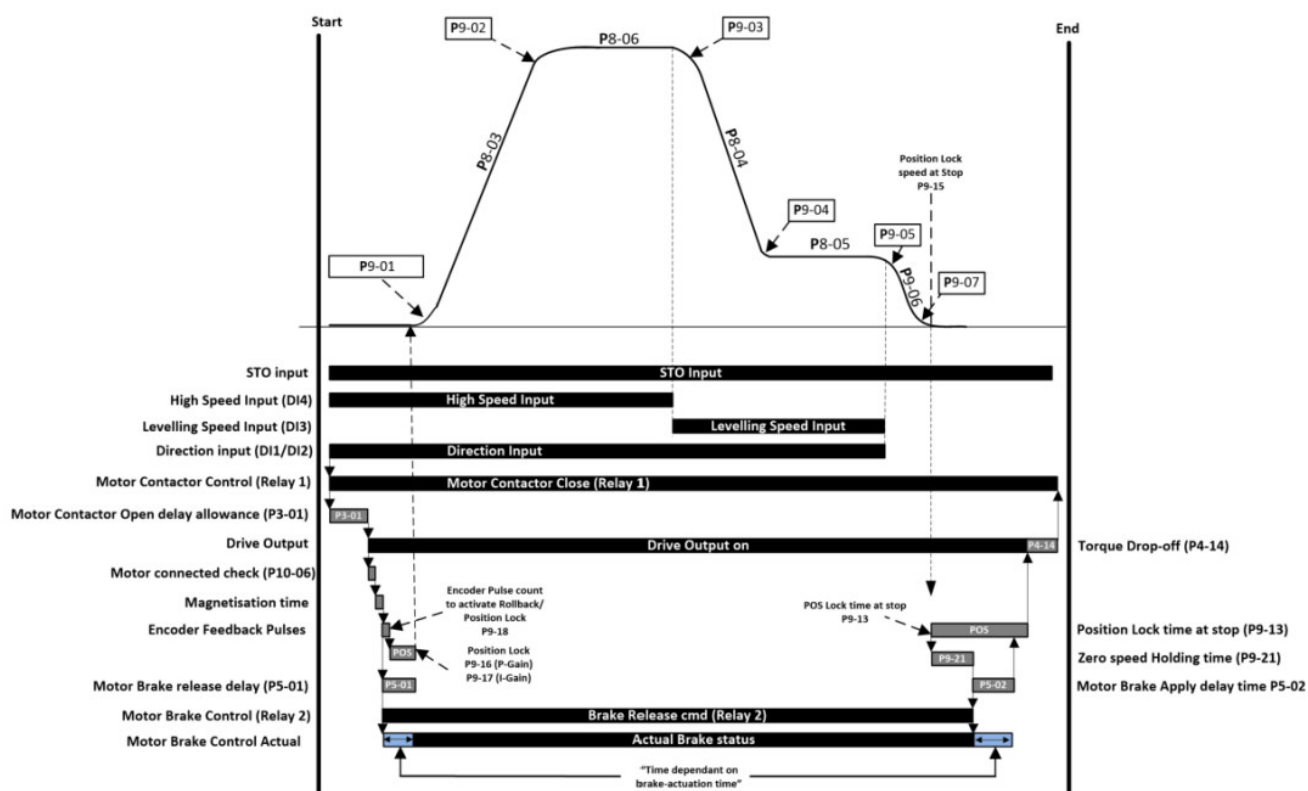 Start
End
P9-02
P8-06
P9-03
P8-03
P8-04
Position Lock
speed at Stop
P9-15
P9-04
P8-05
P9-05
P9-06
P9-01
P9-07
STO input
STO Input
High Speed Input (DI4)
High Speed Input
Levelling Speed Input (DI3)
Levelling Speed Input
Direction input (DI1/DI2)
Direction Input
Motor Contactor Control (Relay 1)
Motor Contactor Close (Relay 1)
Motor Contactor Open delay allowance (P3-01)
P3-01
Drive Output
Drive Output on
P4-14
Torque Drop-off (P4-14)
Motor connected check (P10-06)
Magnetisation time
Encoder Pulse count
to activate Rollback/
Position Lock
P9-18
POS Lock time at stop
P9-13
Encoder Feedback Pulses
POS
Position Lock time at stop (P9-13)
POS
Position Lock
P9-16 (P-Gain)
P9-17 (I-Gain)
P9-21
Zero speed Holding time (P9-21)
Motor Brake release delay (P5-01)
P5-01
P5-02
Motor Brake Apply delay time P5-02
Motor Brake Control (Relay 2)
Brake Release cmd (Relay 2)
Motor Brake Control Actual
Actual Brake status
"Time dependant on
brake-actuation time"